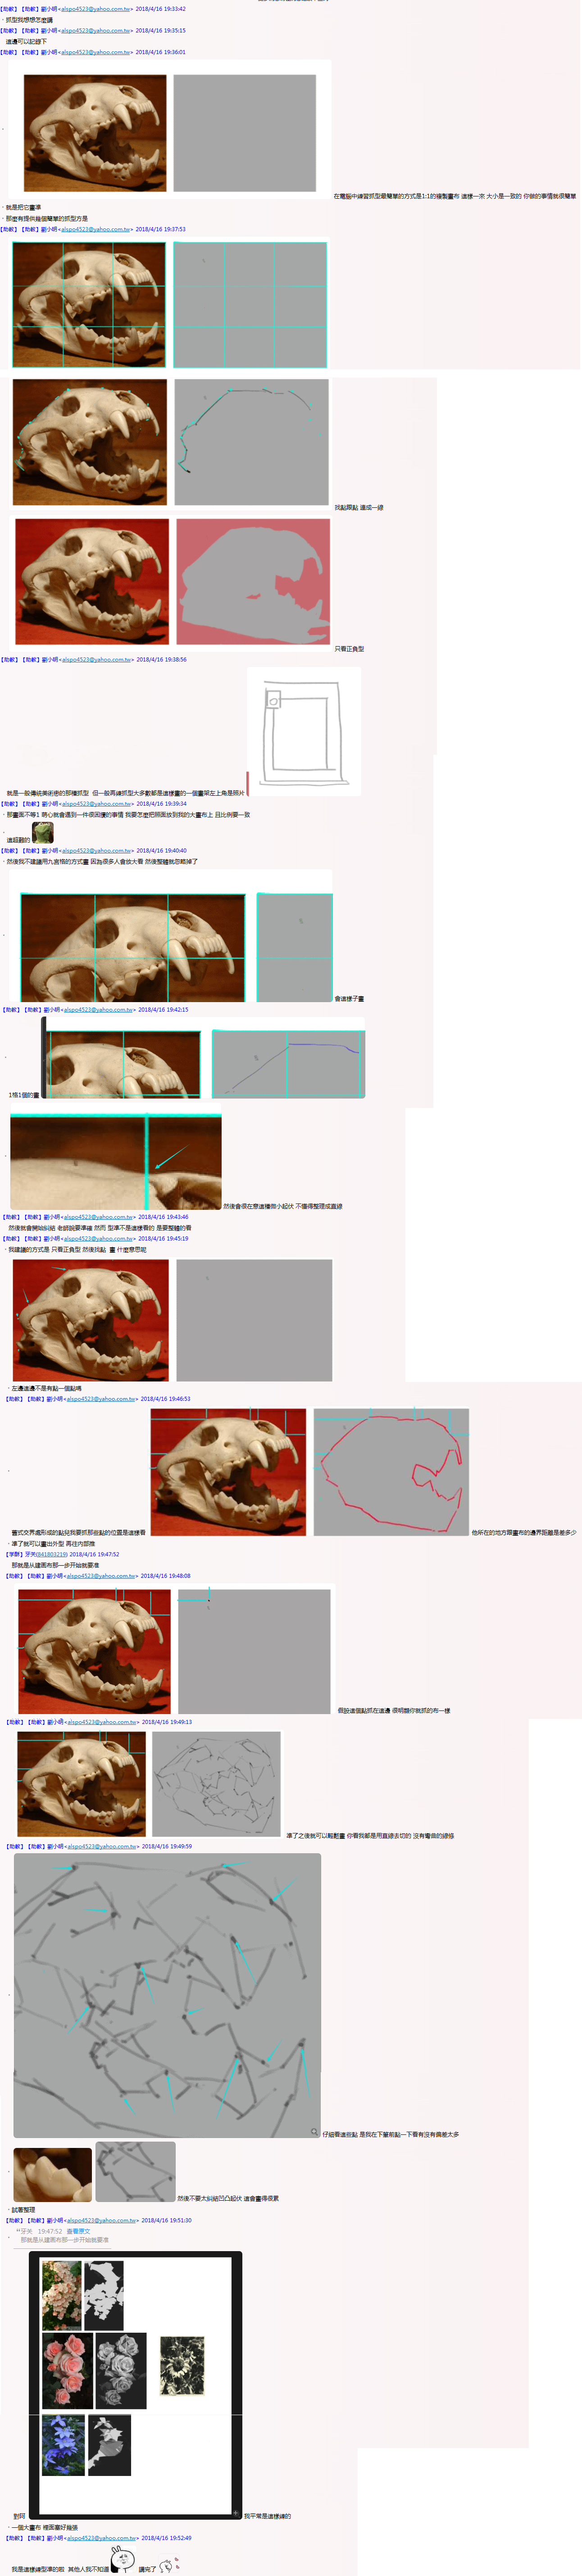 【助教】【助教】劉小明<alspo4523@yahoo.com.tw> 2018/4/16 19:33:42
· 抓型我想想怎麼講
【助教】【助教】劉小明<alspo4523@yahoo.com.tw> 2018/4/16 19:35:15
這邊可以記錄下
【助教】【助教】劉小明<alspo4523@yahoo.com.tw> 2018/4/16 19:36:01
在電腦中練習抓型最簡單的方式是1:1的複製畫布 這樣一來 大小是一致的 你做的事情就很簡單
· 就是把它畫準
· 那麼有提供幾個簡單的抓型方是
【助教】【助教】劉小明<alspo4523@yahoo.com.tw> 2018/4/16 19:37:53
找點跟點 連成一線
只看正負型
【助教】【助教】劉小明<alspo4523@yahoo.com.tw> 2018/4/16 19:38:56
就是一般傳統美術樹的那種抓型 但一般再練抓型大多數都是這樣畫的一個畫架左上角是照片
【助教】【助教】劉小明<alspo4523@yahoo.com.tw> 2018/4/16 19:39:34
· 那畫面不等1 萌心就會遇到一件很困擾的事情 我要怎麼把照面放到我的大畫布上 且比例要一致
· 這超難的
【助教】【助教】劉小明<alspo4523@yahoo.com.tw> 2018/4/16 19:40:40
· 然後我不建議用九宮格的方式畫 因為很多人會放大看 然後整體就忽略掉了
會這樣子畫
【助教】【助教】劉小明<alspo4523@yahoo.com.tw> 2018/4/16 19:42:15
1格1個的畫
然後會很在意這種微小起伏 不懂得整理成直線
【助教】【助教】劉小明<alspo4523@yahoo.com.tw> 2018/4/16 19:43:46
然後就會開始糾結 老師說要準確 然而 型準不是這樣看的 是要整體的看
【助教】【助教】劉小明<alspo4523@yahoo.com.tw> 2018/4/16 19:45:19
· 我建議的方式是 只看正負型 然後找點 畫 什麼意思呢
· 左邊這邊不是有點一個點嗎
【助教】【助教】劉小明<alspo4523@yahoo.com.tw> 2018/4/16 19:46:53
舊式交界處形成的點兒我要抓那些點的位置是這樣看
他所在的地方跟畫布的邊界距離是差多少
· 準了就可以畫出外型 再往內部推
【学酥】牙关(841803219) 2018/4/16 19:47:52
那就是从建画布那一步开始就要准
【助教】【助教】劉小明<alspo4523@yahoo.com.tw> 2018/4/16 19:48:08
假設這個點抓在這邊 很明顯你就抓的布一樣
【助教】【助教】劉小明<alspo4523@yahoo.com.tw> 2018/4/16 19:49:13
準了之後就可以輕鬆畫 你看我都是用直線去切的 沒有彎曲的線條
【助教】【助教】劉小明<alspo4523@yahoo.com.tw> 2018/4/16 19:49:59
仔細看這些點 是我在下筆前點一下看有沒有偏差太多
然後不要太糾結凹凸起伏 這會畫得很累
· 試著整理
【助教】【助教】劉小明<alspo4523@yahoo.com.tw> 2018/4/16 19:51:30
“牙关 19:47:52 查看原文
那就是从建画布那一步开始就要准
對阿
我平常是這樣練的
· 一個大畫布 裡面塞好幾張
【助教】【助教】劉小明<alspo4523@yahoo.com.tw> 2018/4/16 19:52:49
我是這樣練型準的啦 其他人我不知道
講完了